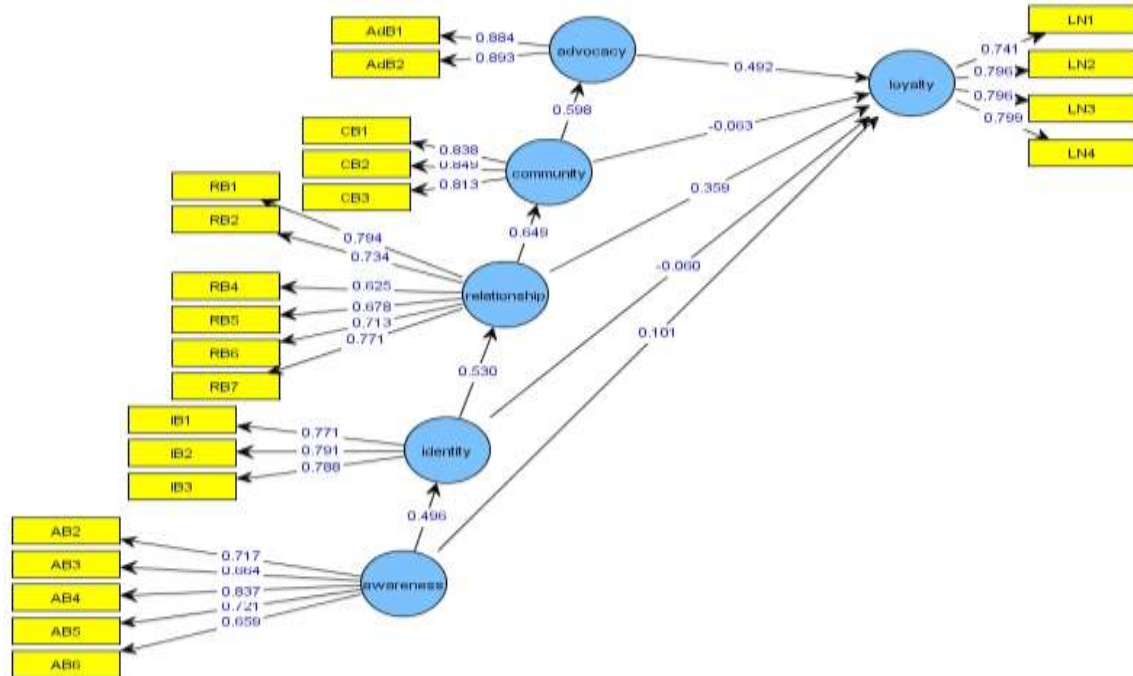 AdB1
AdB2
0.884
0.893
advocacy
0.492
loyalty
LN1
LN2
LN3
LN4
0.741
0.796
0.796
0.799
0.598
CB1
CB2
CB3
0.838
0.849
0.813
community
-0.063
RB1
RB2
RB4
RB5
RB6
RB7
0.794
0.734
0.625
0.678
0.713
0.771
0.649
relationship
0.359
-0.060
0.101
0.530
IB1
IB2
IB3
0.771
0.791
0.788
identity
0.496
AB2
AB3
AB4
AB5
AB6
0.717
0.664
0.837
0.721
0.659
awareness